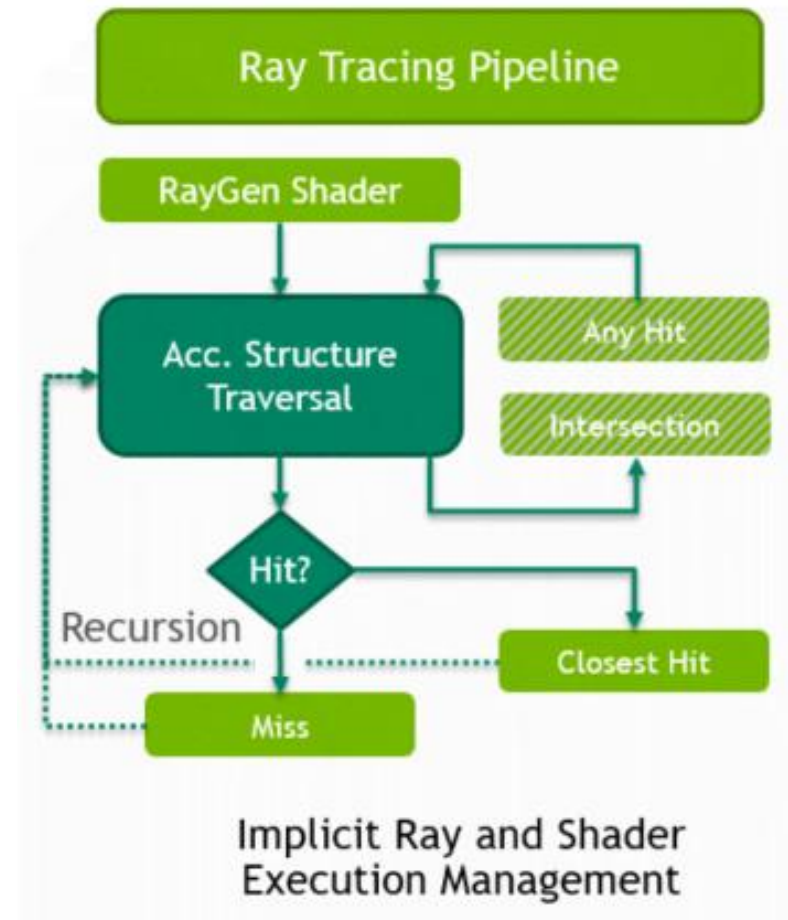 Ray Tracing Pipeline
RayGen Shader
Acc. Structure
Traversal
Any Hit
Intersection
Hit?
Recursion
Closest Hit
Miss
Implicit Ray and Shader
Execution Management